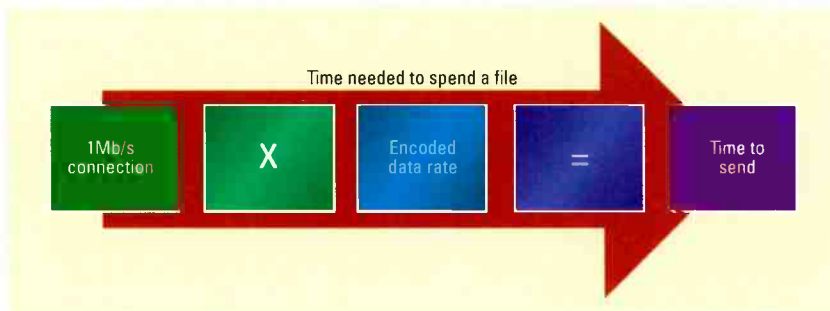 Time needed to spend a file
1Mb/s
connection
X
Encoded
data rate
=
Time to
send